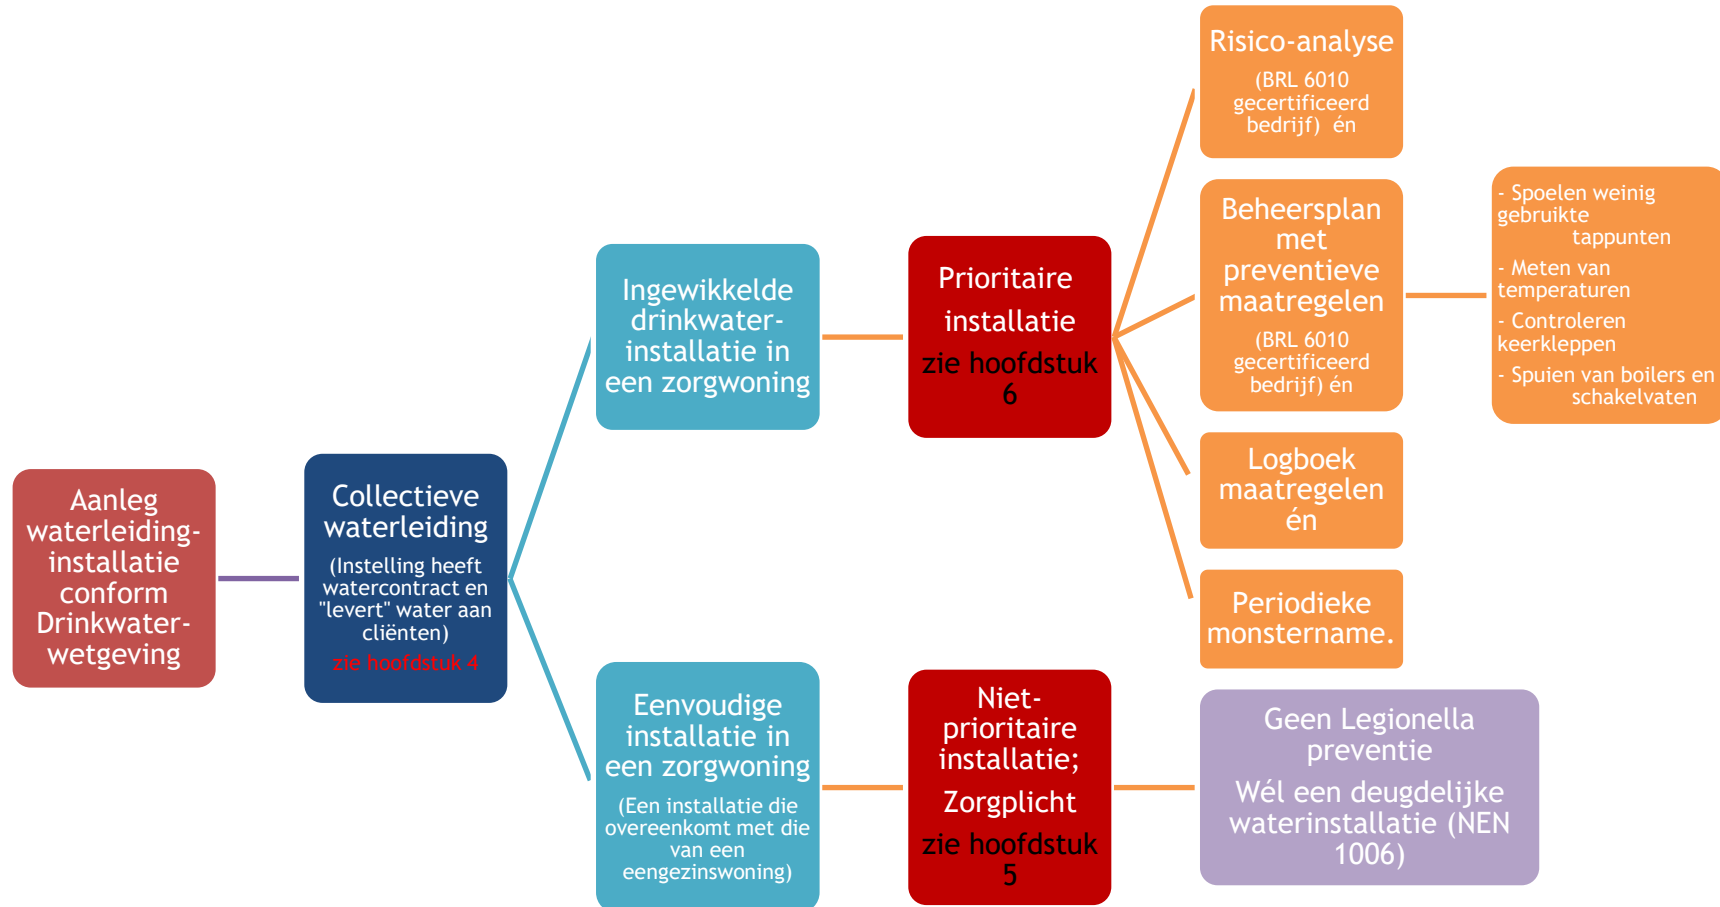 Aanleg
waterleiding-
installatie
conform
Drinkwater-
wetgeving
Collectieve
waterleiding
(Instelling heeft
watercontract en
"levert" water aan
cliënten)
zie hoofdstuk 4
Ingewikkelde
drinkwater-
installatie in
een zorgwoning
Prioritaire
installatie
zie hoofdstuk
6
Risico-analyse
(BRL 6010
gecertificeerd
bedrijf) én
Beheersplan
met
preventieve
maatregelen
(BRL 6010
gecertificeerd
bedrijf) én
- Spoelen weinig
gebruikte
tappunten
- Meten van
temperaturen
- Controleren
keerkleppen
- Spuien van boilers en
schakelvaten
Logboek
maatregelen
én
Periodieke
monstername.
Eenvoudige
installatie in
een zorgwoning
(Een installatie die
overeenkomt met die
van een
eengezinswoning)
Niet-
prioritaire
installatie;
Zorgplicht
zie hoofdstuk
5
Geen Legionella
preventie
Wél een deugdelijke
waterinstallatie (NEN
1006)